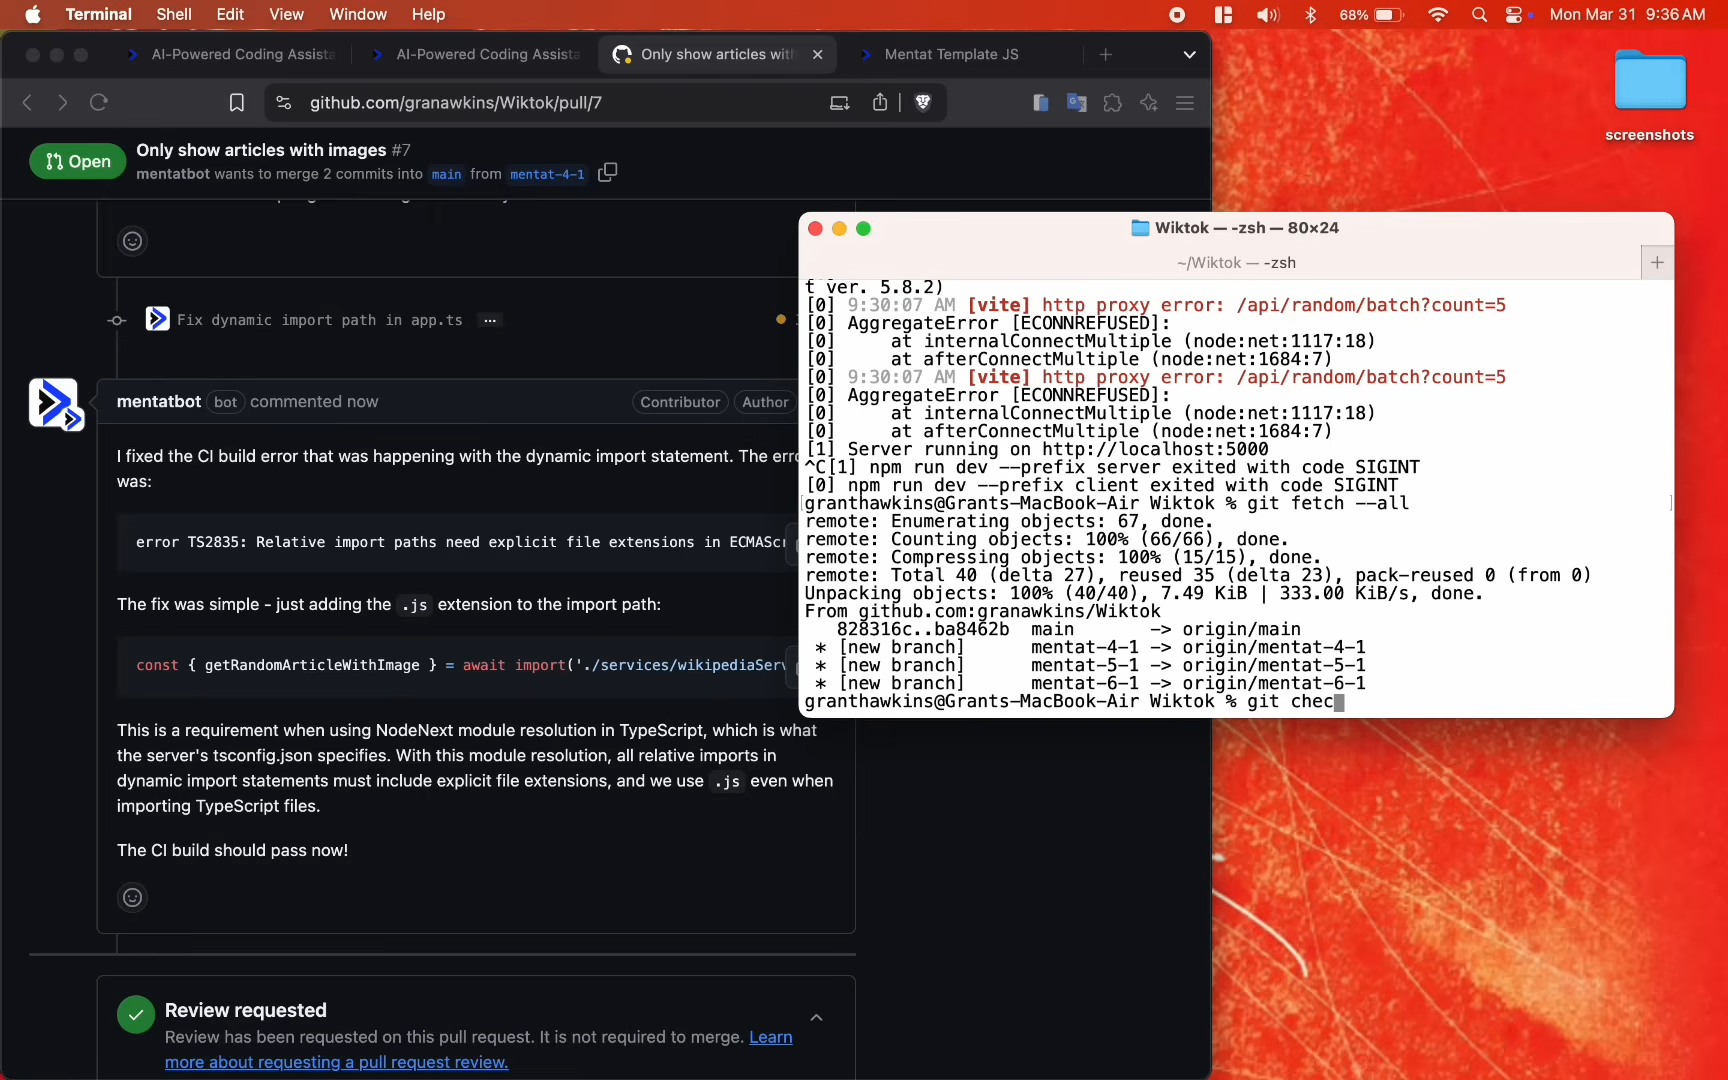 Terminal Shell Edit View Window Help
68% Mon Mar 31 9:36 AM
AI-Powered Coding Assista
AI-Powered Coding Assista
Only show articles with
Mentat Template JS
github.com/granawkins/Wiktok/pull/7
screenshots
Open
Only show articles with images #7
mentatbot wants to merge 2 commits into main from mentat-4-1
Fix dynamic import path in app.ts ...
mentatbot bot commented now
Contributor Author
I fixed the CI build error that was happening with the dynamic import statement. The erro
was:
error TS2835: Relative import paths need explicit file extensions in ECMAScr
The fix was simple - just adding the .js extension to the import path:
const { getRandomArticleWithImage } = await import('./services/wikipediaServ
This is a requirement when using NodeNext module resolution in TypeScript, which is what
the server's tsconfig.json specifies. With this module resolution, all relative imports in
dynamic import statements must include explicit file extensions, and we use .js even when
importing TypeScript files.
The CI build should pass now!
Review requested
Review has been requested on this pull request. It is not required to merge. Learn
more about requesting a pull request review.
Wiktok — -zsh — 80×24
~/Wiktok — -zsh
t ver. 5.8.2)
[0] 9:30:07 AM [vite] http proxy error: /api/random/batch?count=5
[0] AggregateError [ECONNREFUSED]:
[0]     at internalConnectMultiple (node:net:1117:18)
[0]     at afterConnectMultiple (node:net:1684:7)
[0] 9:30:07 AM [vite] http proxy error: /api/random/batch?count=5
[0] AggregateError [ECONNREFUSED]:
[0]     at internalConnectMultiple (node:net:1117:18)
[0]     at afterConnectMultiple (node:net:1684:7)
[1] Server running on http://localhost:5000
^C[1] npm run dev --prefix server exited with code SIGINT
[0] npm run dev --prefix client exited with code SIGINT
granthawkins@Grants-MacBook-Air Wiktok % git fetch --all
remote: Enumerating objects: 67, done.
remote: Counting objects: 100% (66/66), done.
remote: Compressing objects: 100% (15/15), done.
remote: Total 40 (delta 27), reused 35 (delta 23), pack-reused 0 (from 0)
Unpacking objects: 100% (40/40), 7.49 KiB | 333.00 KiB/s, done.
From github.com:granawkins/Wiktok
   828316c..ba8462b  main       -> origin/main
 * [new branch]      mentat-4-1 -> origin/mentat-4-1
 * [new branch]      mentat-5-1 -> origin/mentat-5-1
 * [new branch]      mentat-6-1 -> origin/mentat-6-1
granthawkins@Grants-MacBook-Air Wiktok % git chec